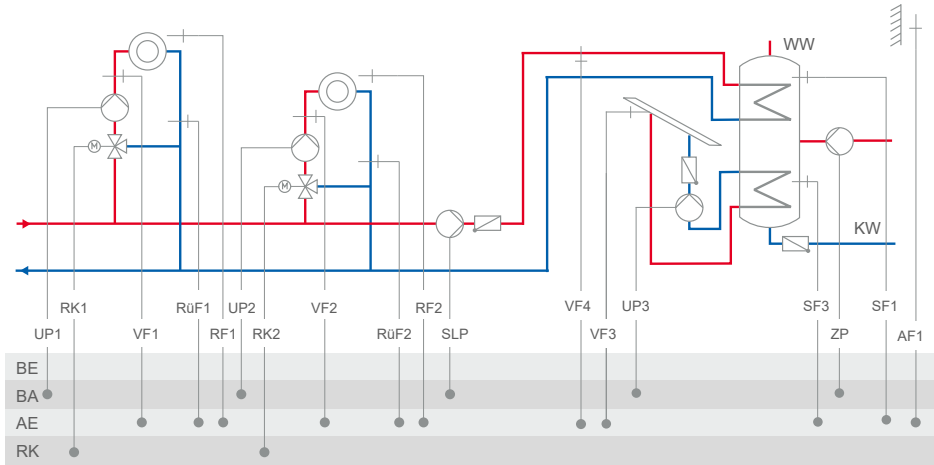 WW
M
M
KW
RK1 RüF1 UP2 VF2 RF2 VF4 UP3 SF3 SF1
UP1 VF1 RF1 RK2 RüF2 SLP VF3 ZP AF1
BE
BA
AE
RK